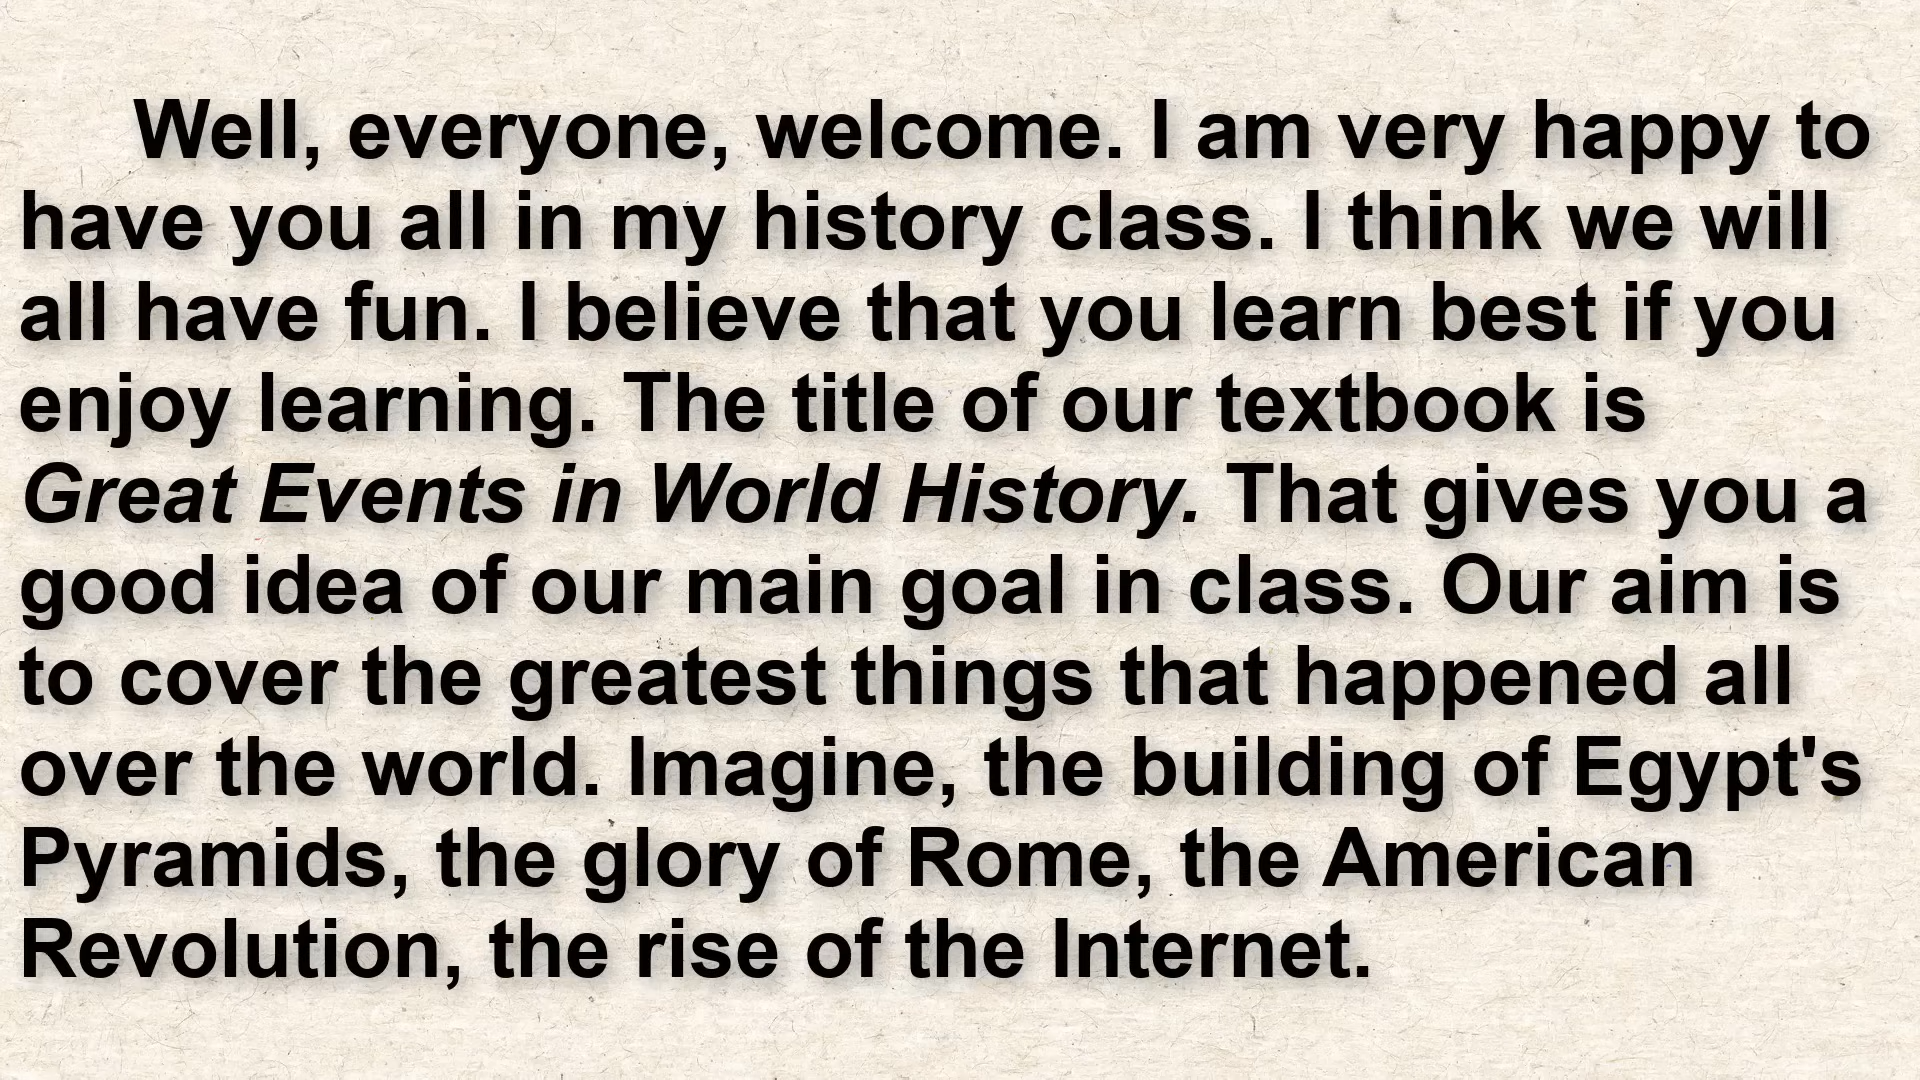 Well, everyone, welcome. I am very happy to
have you all in my history class. I think we will
all have fun. I believe that you learn best if you
enjoy learning. The title of our textbook is
Great Events in World History. That gives you a
good idea of our main goal in class. Our aim is
to cover the greatest things that happened all
over the world. Imagine, the building of Egypt's
Pyramids, the glory of Rome, the American
Revolution, the rise of the Internet.